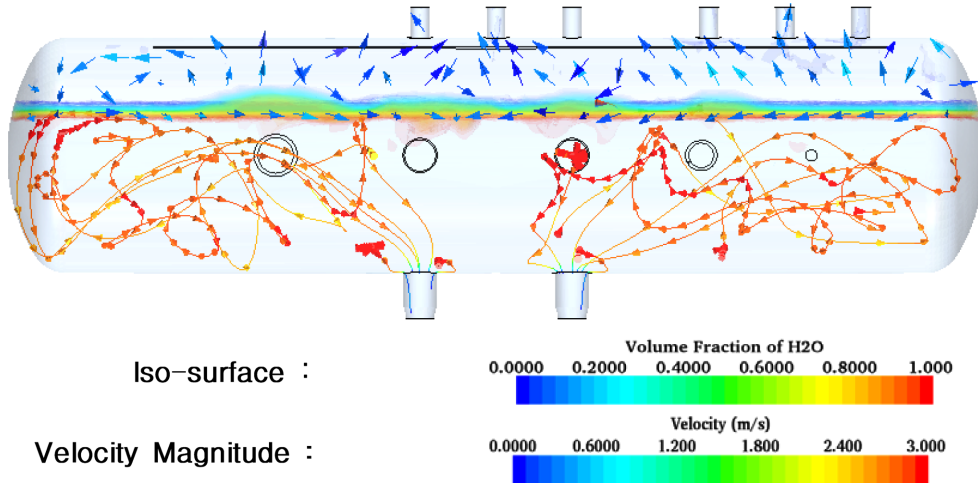 Volume Fraction of H2O
Iso-surface :
0.0000 0.2000 0.4000 0.6000 0.8000 1.000
Velocity (m/s)
Velocity Magnitude :
0.0000 0.6000 1.200 1.800 2.400 3.000